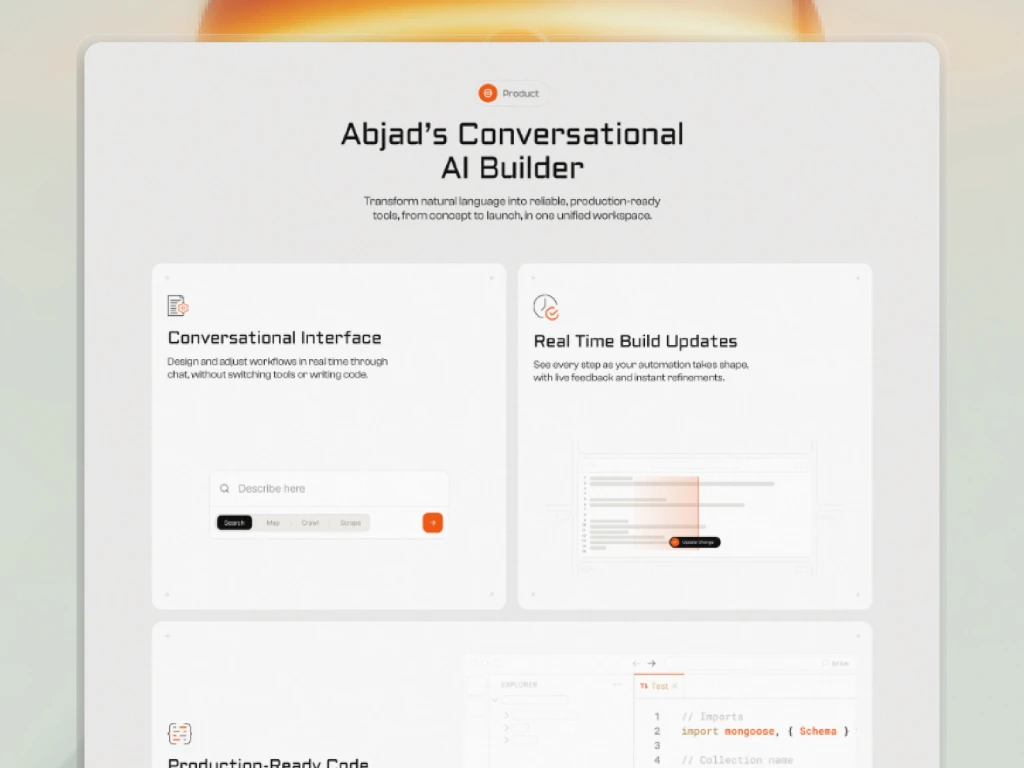 Product
Abjad's Conversational
AI Builder
Transform natural language into reliable, production-ready
tools, from concept to launch, in one unified workspace.
Conversational Interface
Design and adjust workflows in real time through
chat, without switching tools or writing code.
Describe here
Search
Map
Crawl
Scrape
Real Time Build Updates
See every step as your automation takes shape,
with live feedback and instant refinements.
Update Change
Production-Ready Code
EXPLORER
Test
1 // Imports
2 import mongoose, { Schema }
3
4 // Collection name